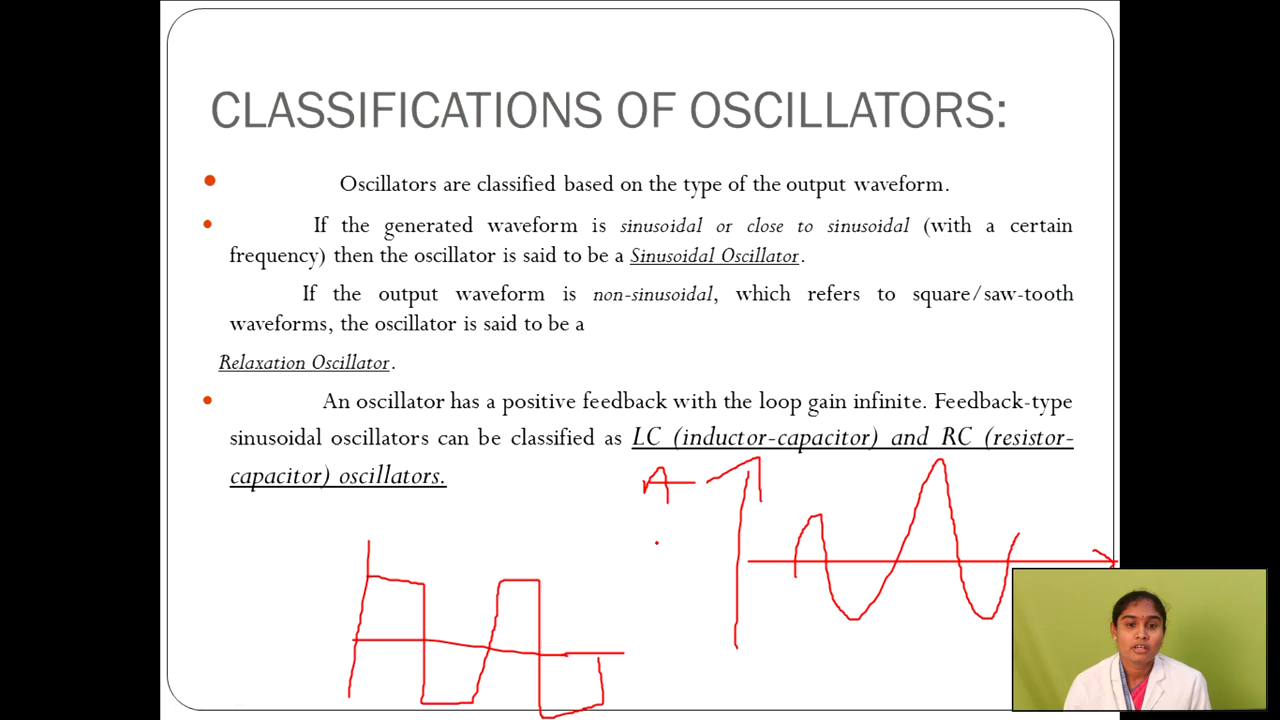 CLASSIFICATIONS OF OSCILLATORS:
Oscillators are classified based on the type of the output waveform.
If the generated waveform is sinusoidal or close to sinusoidal (with a certain
frequency) then the oscillator is said to be a Sinusoidal Oscillator.
If the output waveform is non-sinusoidal, which refers to square/saw-tooth
waveforms, the oscillator is said to be a
Relaxation Oscillator.
An oscillator has a positive feedback with the loop gain infinite. Feedback-type
sinusoidal oscillators can be classified as LC (inductor-capacitor) and RC (resistor-
capacitor) oscillators.
A